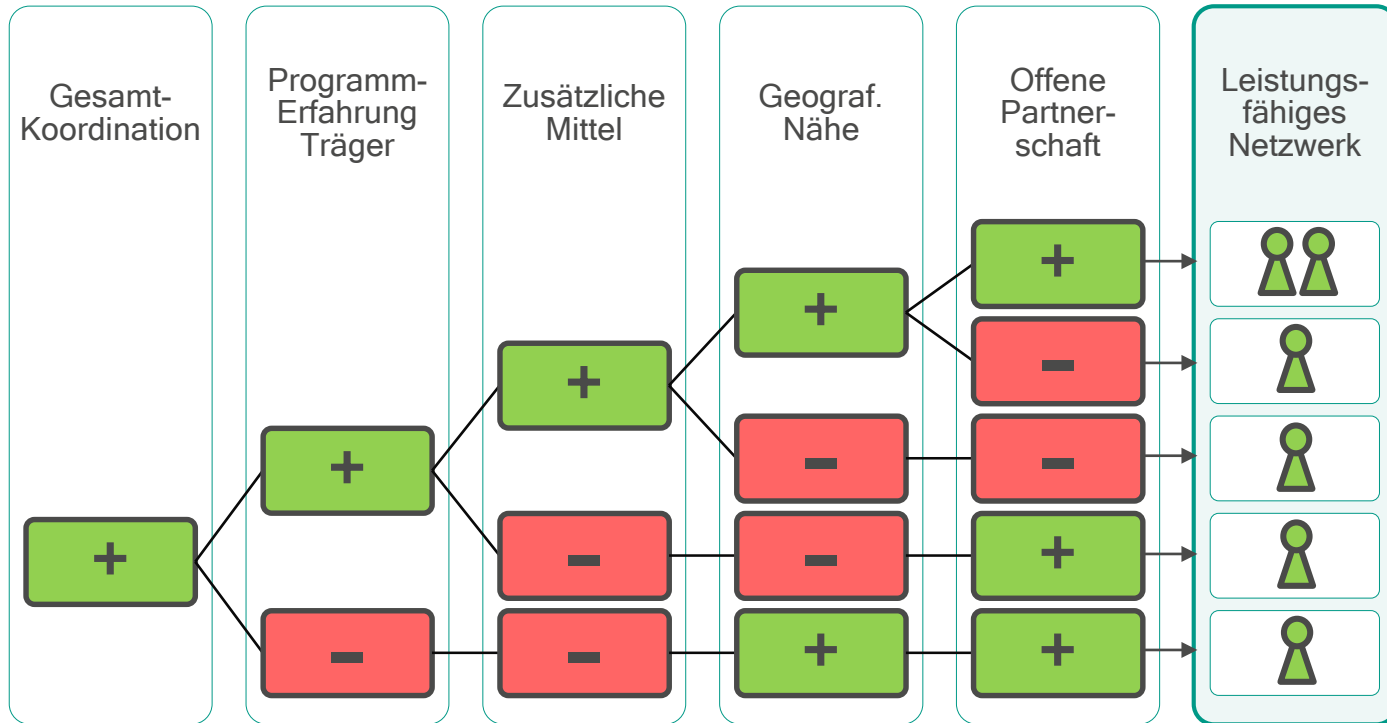 Gesamt-
Koordination
Programm-
Erfahrung
Träger
Zusätzliche
Mittel
Geograf.
Nähe
Offene
Partner-
schaft
Leistungs-
fähiges
Netzwerk
+
+
-
+
-
-
+
-
-
+
+
-
-
+
+